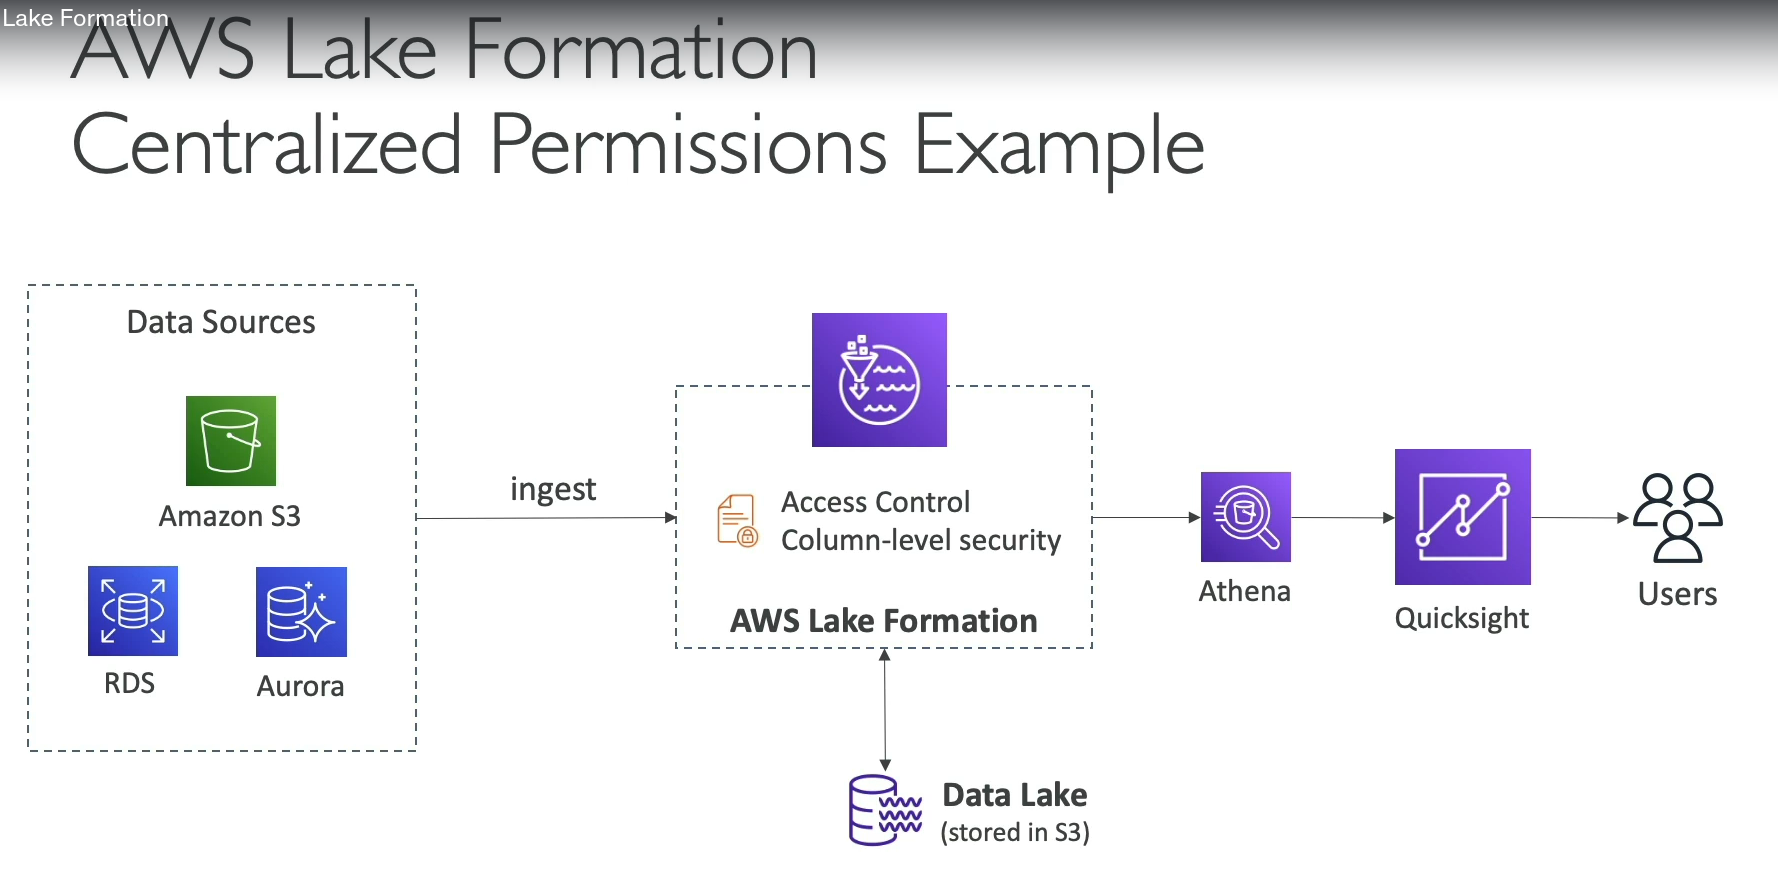 Lake Formation
AWS Lake Formation
Centralized Permissions Example
Data Sources
Amazon S3
RDS
Aurora
ingest
Access Control
Column-level security
AWS Lake Formation
Data Lake
(stored in S3)
Athena
Quicksight
Users